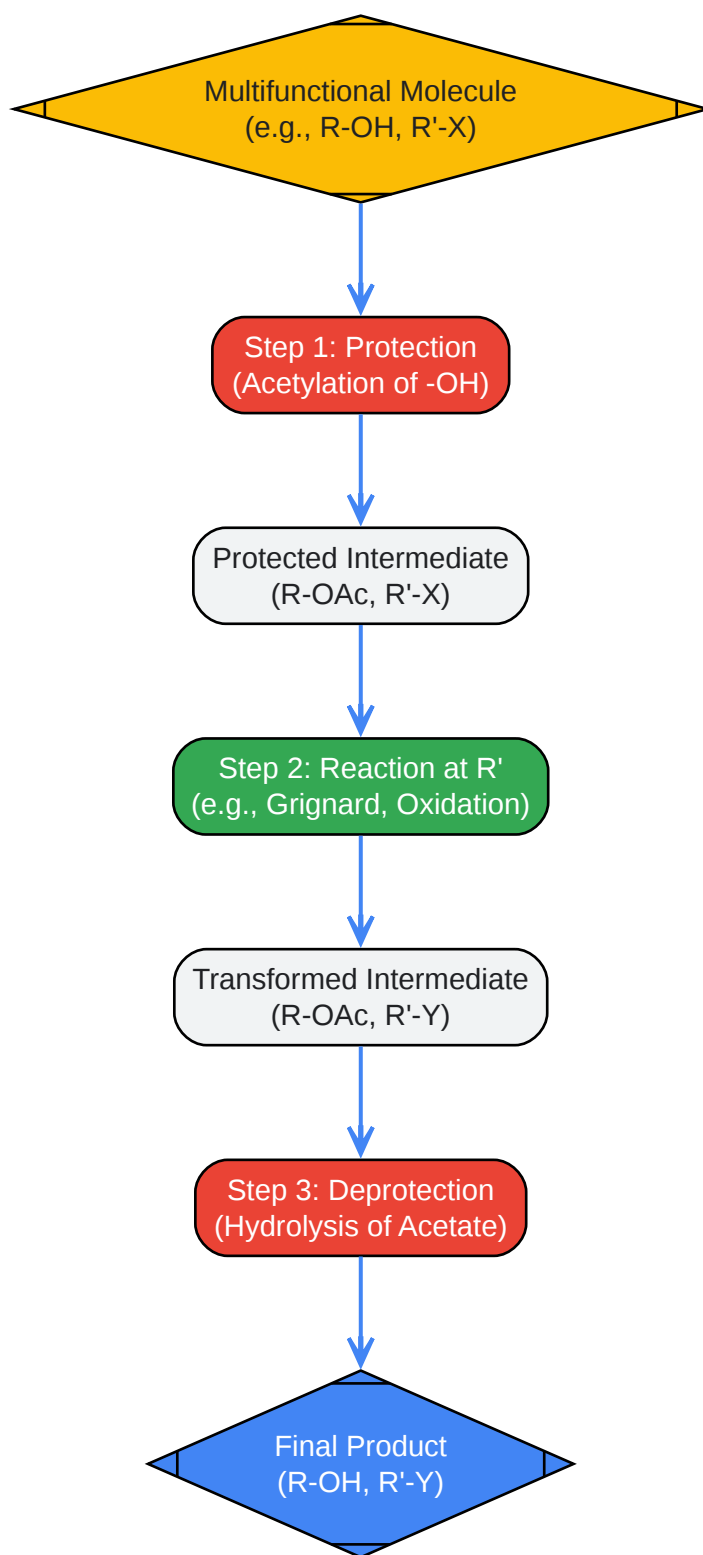 Multifunctional Molecule
(e.g., R-OH, R'-X)
Step 1: Protection
(Acetylation of -OH)
Protected Intermediate
(R-OAc, R'-X)
Step 2: Reaction at R'
(e.g., Grignard, Oxidation)
Transformed Intermediate
(R-OAc, R'-Y)
Step 3: Deprotection
(Hydrolysis of Acetate)
Final Product
(R-OH, R'-Y)